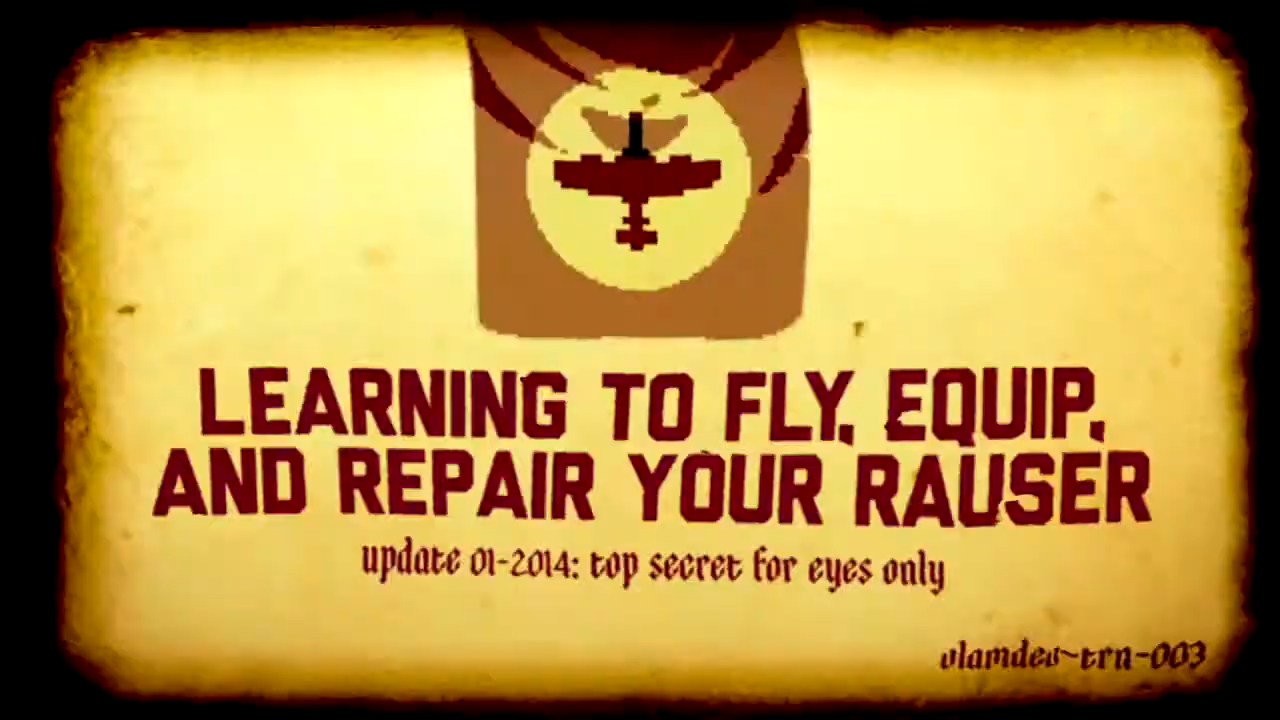 LEARNING TO FLY, EQUIP,
AND REPAIR YOUR RAUSER
update 01-2014: top secret for eyes only
vlamdev~trn-003